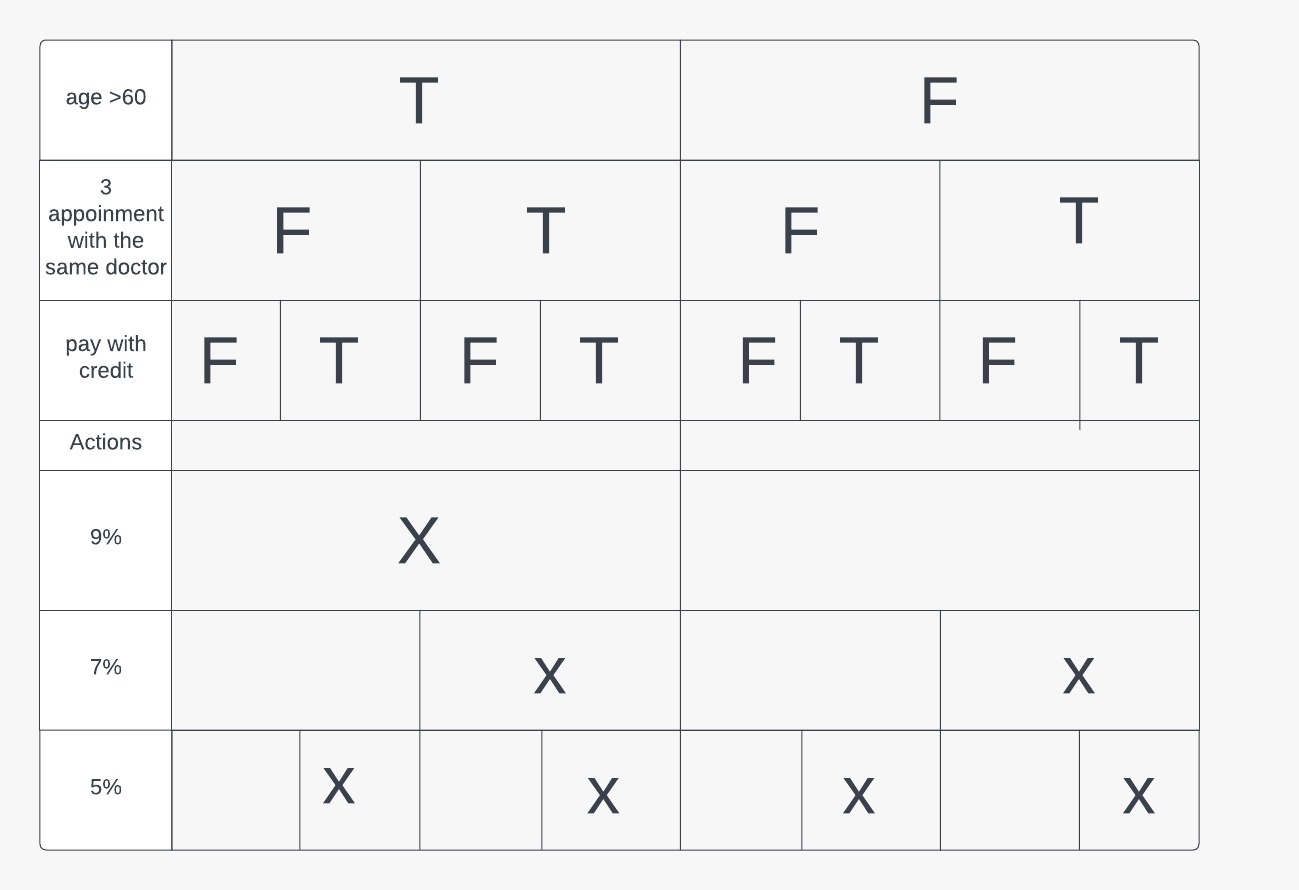 age >60
T
F
3
appoinment
with the
same doctor
F
T
F
T
pay with
credit
F
T
F
T
F
T
F
T
Actions
9%
X
7%
x
x
5%
x
x
x
x